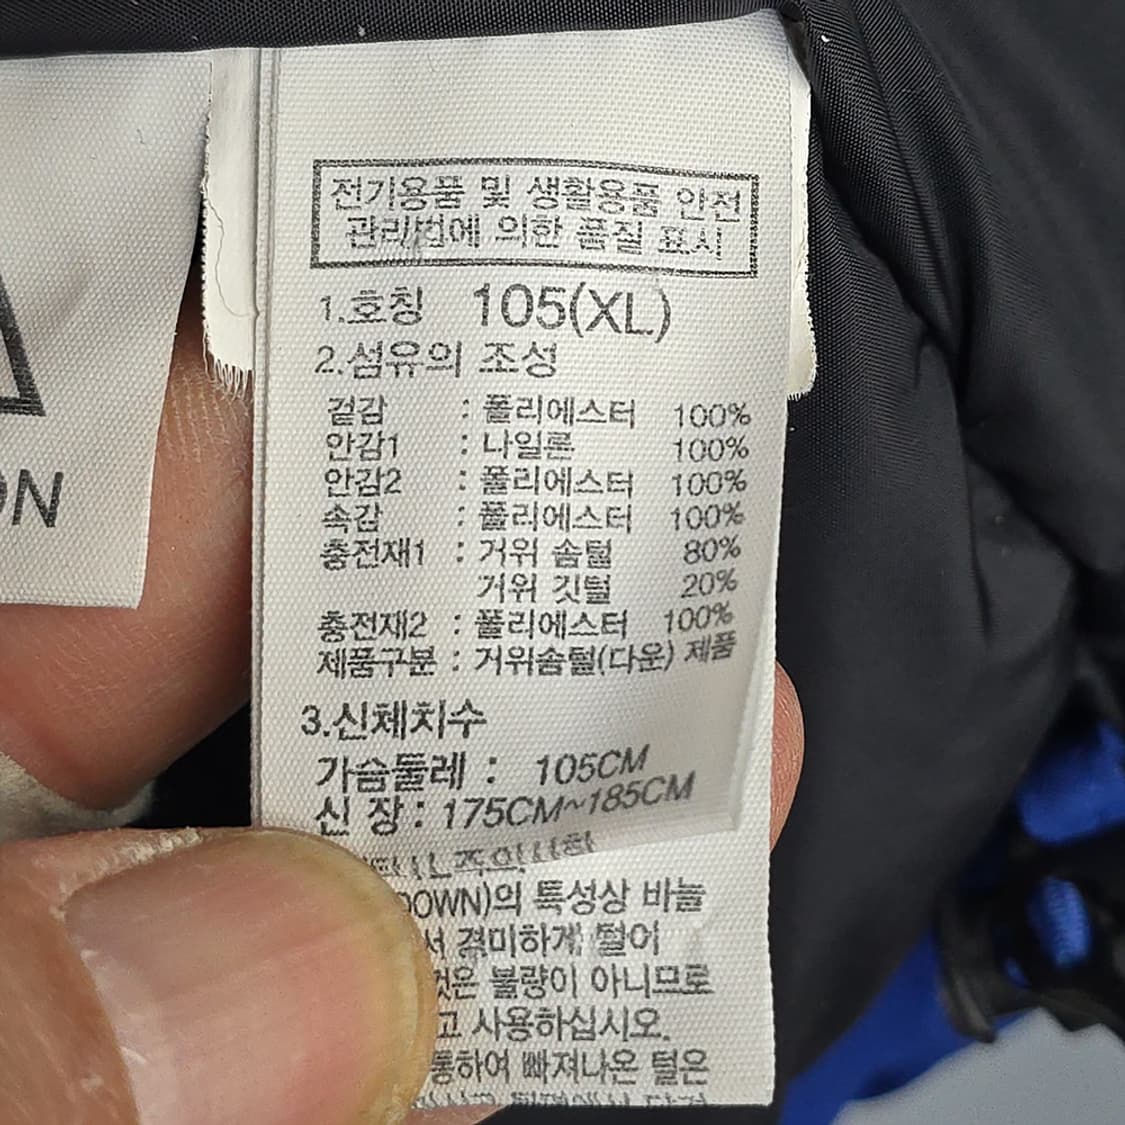 ON
전기용품 및 생활용품 안전
관리법에 의한 품질 표시
1.호칭 105(XL)
2.섬유의 조성
겉감 : 폴리에스터 100%
안감1 : 나일론 100%
안감2 : 폴리에스터 100%
속감 : 폴리에스터 100%
충전재1 : 거위 솜털 80%
거위 깃털 20%
충전재2 : 폴리에스터 100%
제품구분 : 거위솜털(다운) 제품
3.신체치수
가슴둘레 : 105CM
신 장 : 175CM~185CM
DOWN)의 특성상 바늘
서 경미하게 털어
것은 불량이 아니므로
고 사용하십시오.
통하여 빠져나온 털은